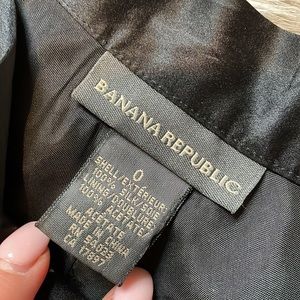 BANANA REPUBLIC
0
SHELL/EXTÉRIEUR:
100% SILK/SOIE
LINING/DOUBLURE:
100% ACETATE/
ACÉTATE
MADE IN CHINA
RN 54023
CA 17897